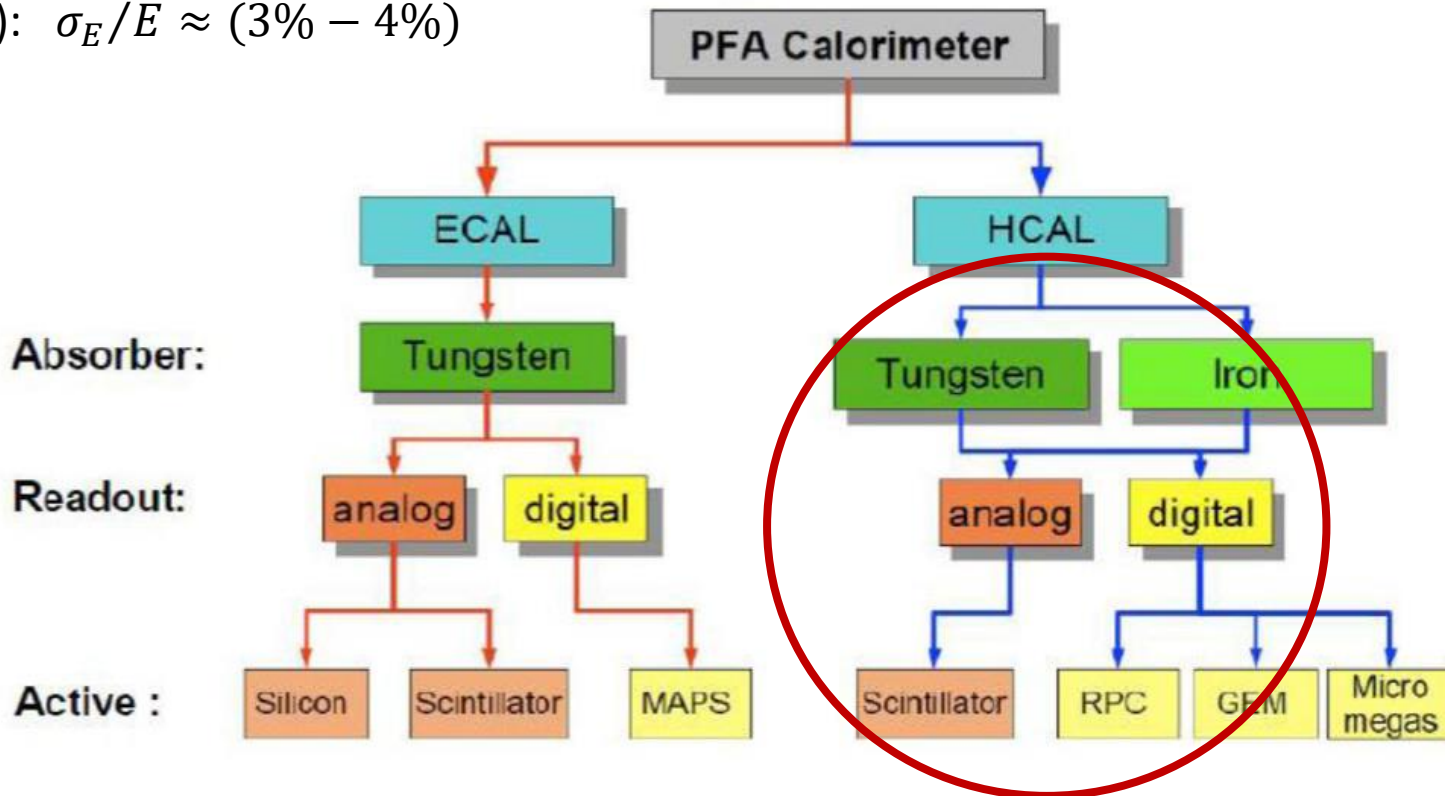 ): σ_E/E ≈ (3% − 4%)
PFA Calorimeter
ECAL
HCAL
Absorber:
Tungsten
Tungsten
Iron
Readout:
analog
digital
analog
digital
Active :
Silicon
Scintillator
MAPS
Scintillator
RPC
GEM
Micro
megas